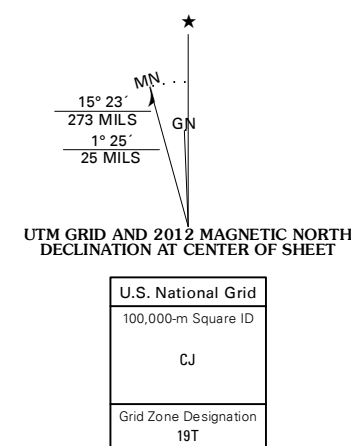 MN
15° 23´
273 MILS
GN
1° 25´
25 MILS
UTM GRID AND 2012 MAGNETIC NORTH
DECLINATION AT CENTER OF SHEET
U.S. National Grid
100,000-m Square ID
CJ
Grid Zone Designation
19T